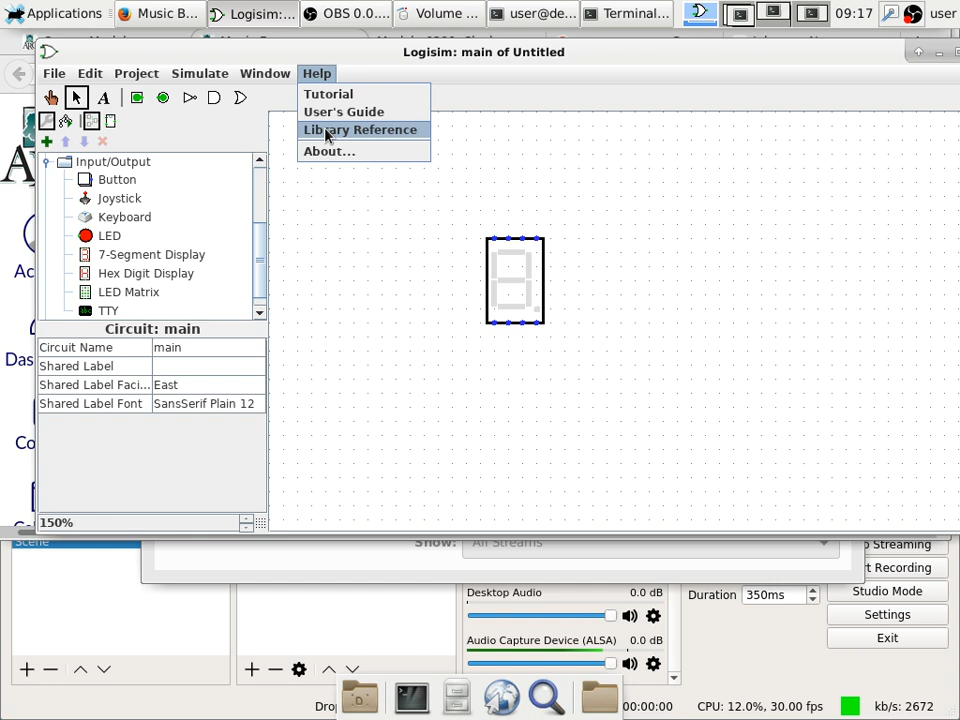 Applications
Music B...
Logisim:...
OBS 0.0....
Volume ...
user@de...
Terminal...
09:17
user
Logisim: main of Untitled
File Edit Project Simulate Window Help
Tutorial
User's Guide
Library Reference
About...
Input/Output
Button
Joystick
Keyboard
LED
7-Segment Display
Hex Digit Display
LED Matrix
TTY
Circuit: main
Circuit Name main
Shared Label
Shared Label Faci... East
Shared Label Font SansSerif Plain 12
150%
Ac
Das
Co
Scene
Show: All Streams
Streaming
rt Recording
Studio Mode
Settings
Exit
Desktop Audio 0.0 dB
Audio Capture Device (ALSA) 0.0 dB
Duration 350ms
Dro
00:00:00
CPU: 12.0%, 30.00 fps
kb/s: 2672